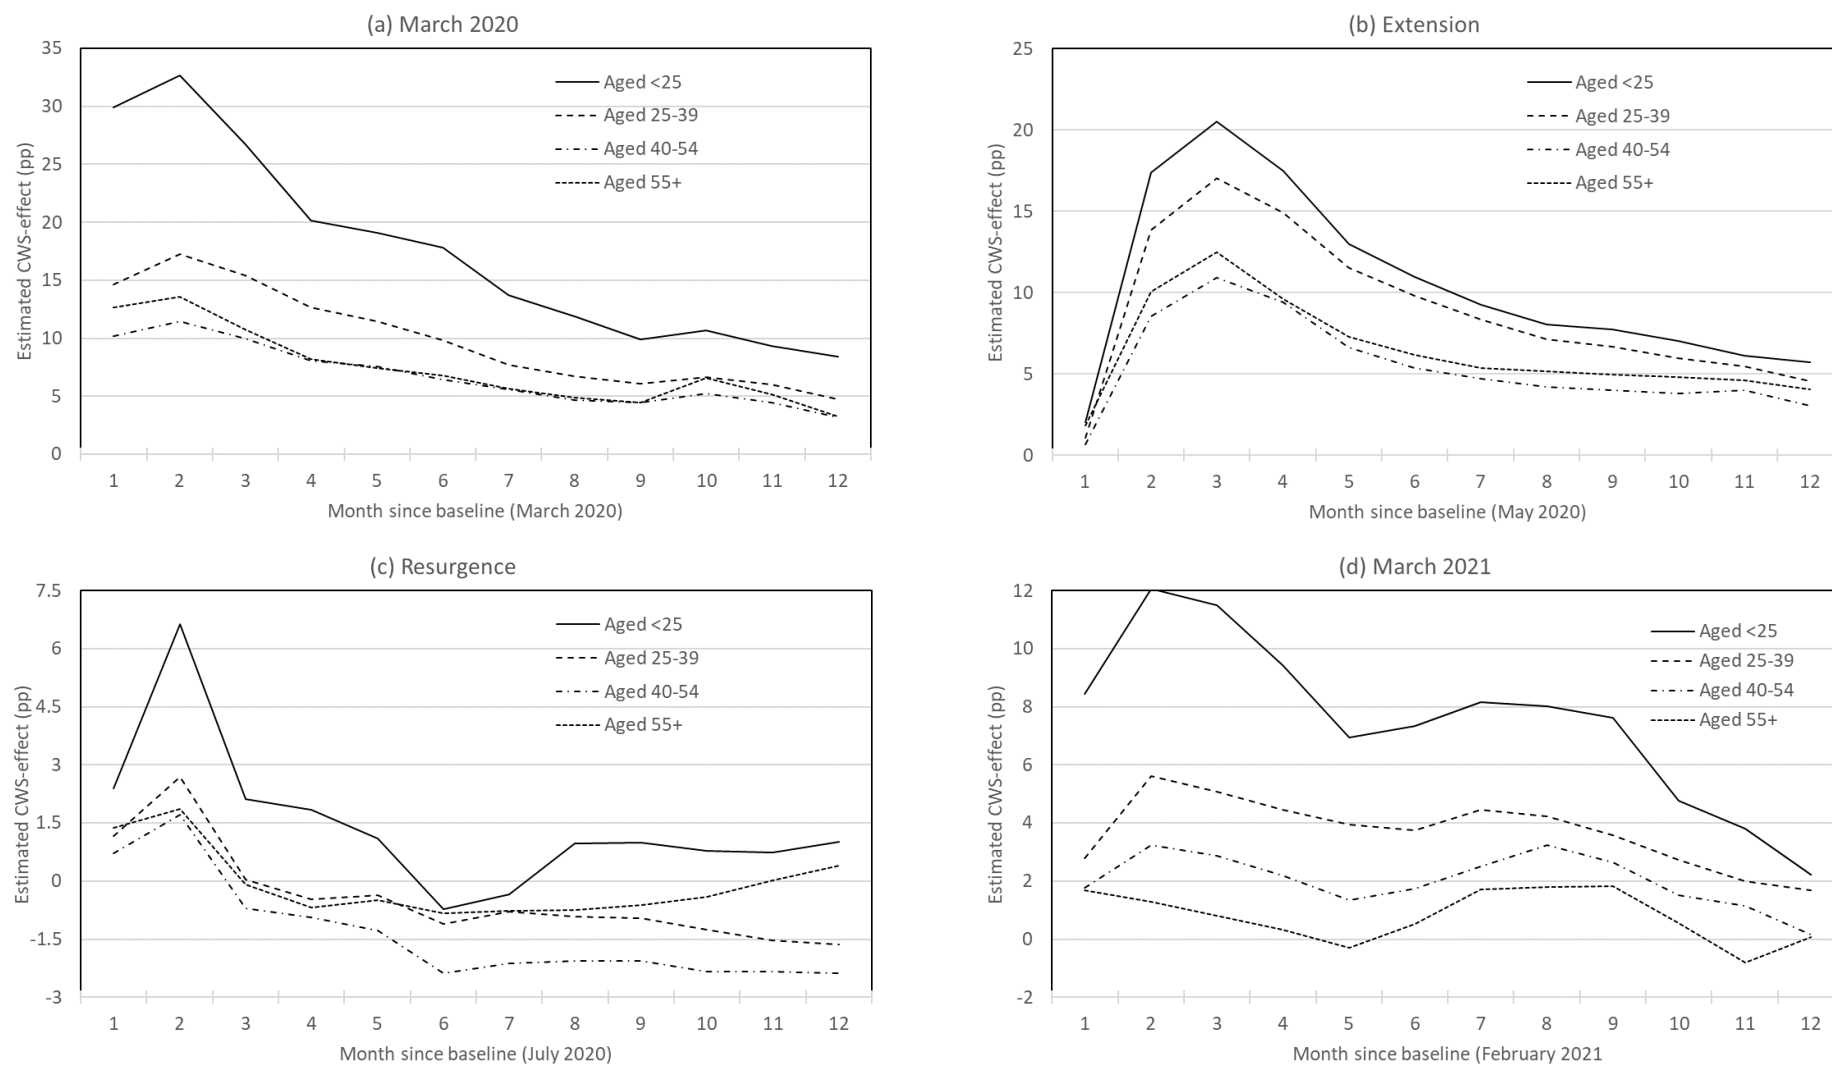 (a) March 2020
35
30
25
20
15
10
5
0
Estimated CWS-effect (pp)
Aged <25
Aged 25-39
Aged 40-54
Aged 55+
1 2 3 4 5 6 7 8 9 10 11 12
Month since baseline (March 2020)
(b) Extension
25
20
15
10
5
0
Estimated CWS-effect (pp)
Aged <25
Aged 25-39
Aged 40-54
Aged 55+
1 2 3 4 5 6 7 8 9 10 11 12
Month since baseline (May 2020)
(c) Resurgence
7.5
6
4.5
3
1.5
0
-1.5
-3
Estimated CWS-effect (pp)
Aged <25
Aged 25-39
Aged 40-54
Aged 55+
1 2 3 4 5 6 7 8 9 10 11 12
Month since baseline (July 2020)
(d) March 2021
12
10
8
6
4
2
0
-2
Estimated CWS-effect (pp)
Aged <25
Aged 25-39
Aged 40-54
Aged 55+
1 2 3 4 5 6 7 8 9 10 11 12
Month since baseline (February 2021